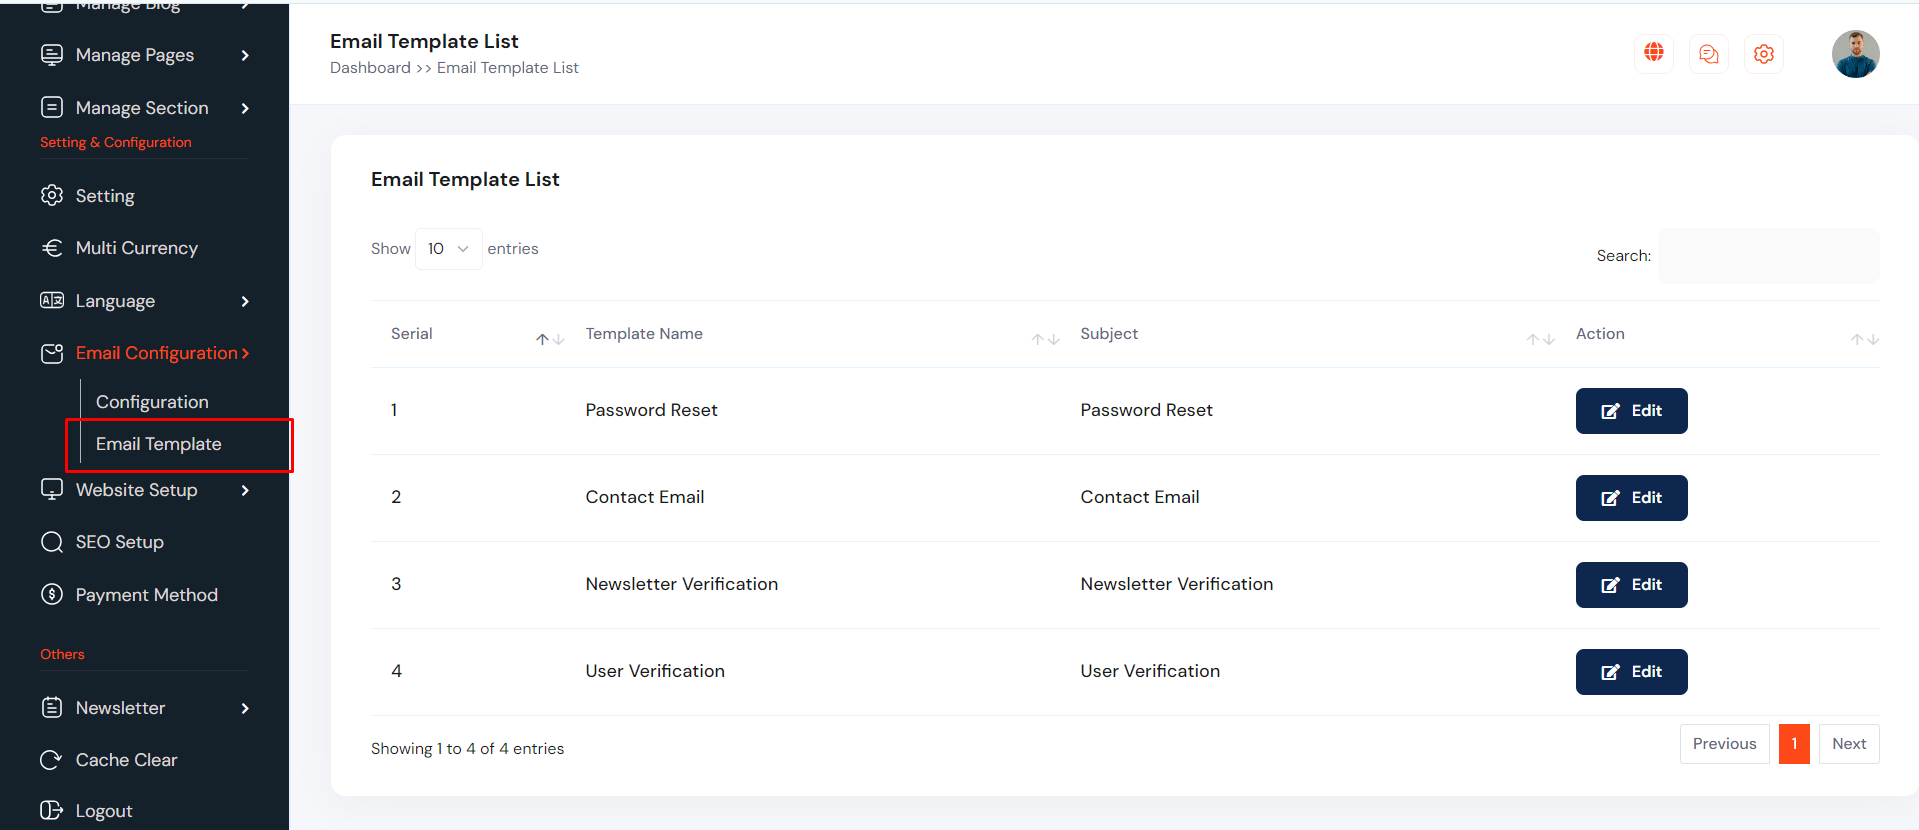 Manage Blog
Manage Pages
Manage Section
Setting & Configuration
Setting
Multi Currency
Language
Email Configuration
Configuration
Email Template
Website Setup
SEO Setup
Payment Method
Others
Newsletter
Cache Clear
Logout
Email Template List
Dashboard >> Email Template List
Email Template List
Show 10 entries
Search:
Serial Template Name Subject Action
1 Password Reset Password Reset Edit
2 Contact Email Contact Email Edit
3 Newsletter Verification Newsletter Verification Edit
4 User Verification User Verification Edit
Showing 1 to 4 of 4 entries
Previous 1 Next